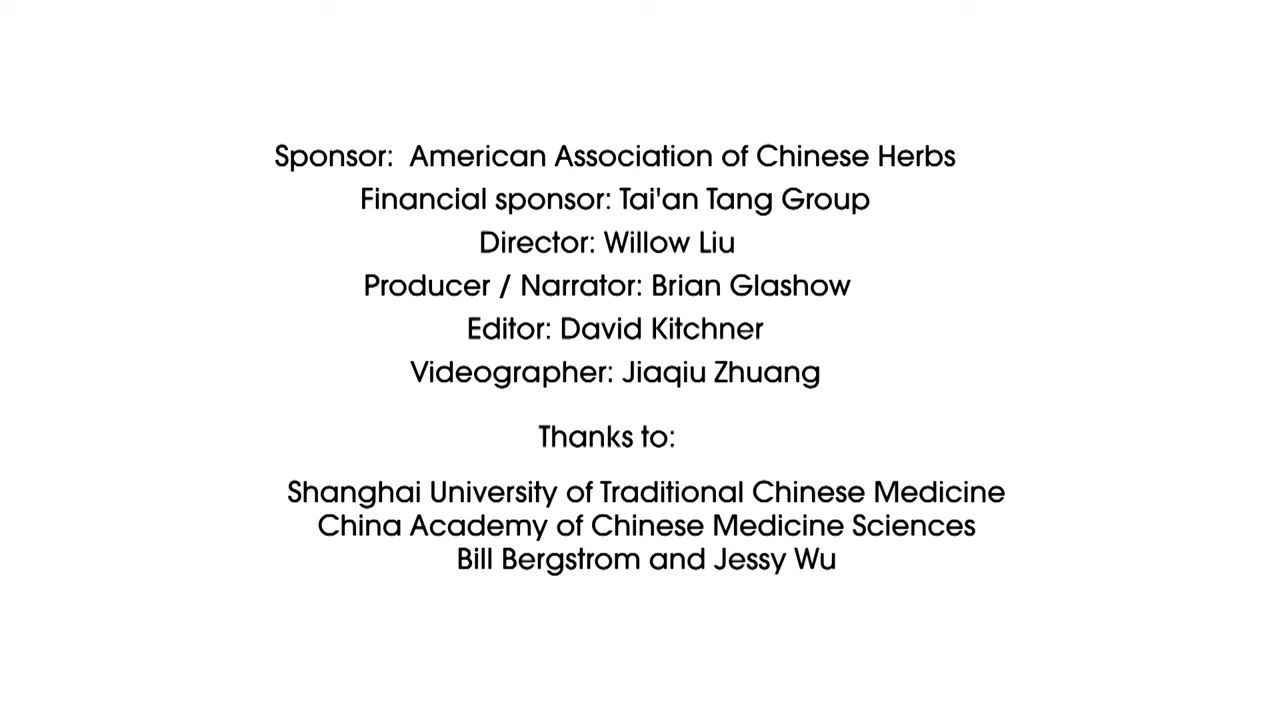 Sponsor:  American Association of Chinese Herbs
Financial sponsor: Tai'an Tang Group
Director: Willow Liu
Producer / Narrator: Brian Glashow
Editor: David Kitchner
Videographer: Jiaqiu Zhuang
Thanks to:
Shanghai University of Traditional Chinese Medicine
China Academy of Chinese Medicine Sciences
Bill Bergstrom and Jessy Wu